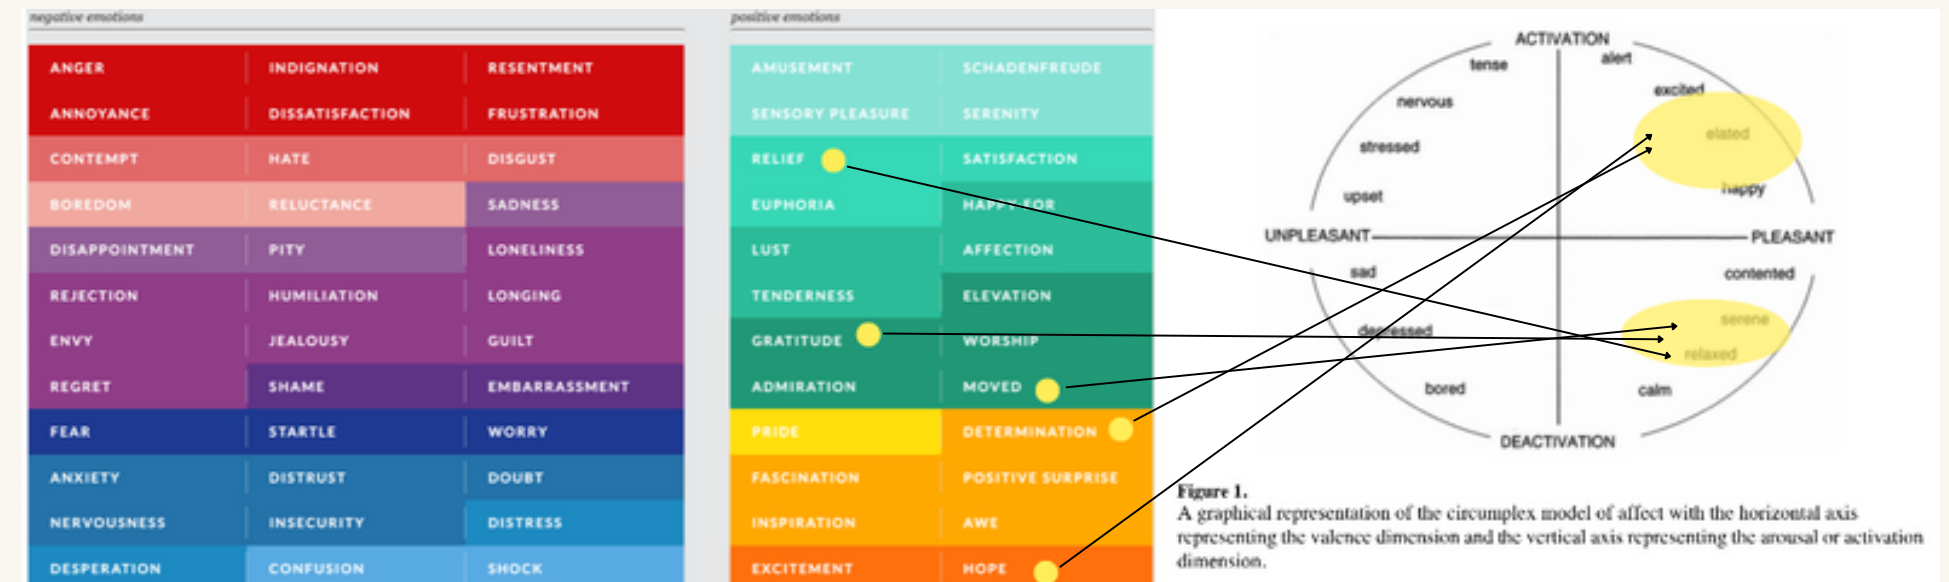 negative emotions
ANGER INDIGNATION RESENTMENT
ANNOYANCE DISSATISFACTION FRUSTRATION
CONTEMPT HATE DISGUST
BOREDOM RELUCTANCE SADNESS
DISAPPOINTMENT PITY LONELINESS
REJECTION HUMILIATION LONGING
ENVY JEALOUSY GUILT
REGRET SHAME EMBARRASSMENT
FEAR STARTLE WORRY
ANXIETY DISTRUST DOUBT
NERVOUSNESS INSECURITY DISTRESS
DESPERATION CONFUSION SHOCK
positive emotions
AMUSEMENT SCHADENFREUDE
SENSORY PLEASURE SERENITY
RELIEF SATISFACTION
EUPHORIA HAPPY FOR
LUST AFFECTION
TENDERNESS ELEVATION
GRATITUDE WORSHIP
ADMIRATION MOVED
PRIDE DETERMINATION
FASCINATION POSITIVE SURPRISE
INSPIRATION AWE
EXCITEMENT HOPE
ACTIVATION
tense alert
nervous excited
stressed elated
upset happy
UNPLEASANT PLEASANT
sad contented
depressed serene
relaxed
bored calm
DEACTIVATION
Figure 1.
A graphical representation of the circumplex model of affect with the horizontal axis
representing the valence dimension and the vertical axis representing the arousal or activation
dimension.